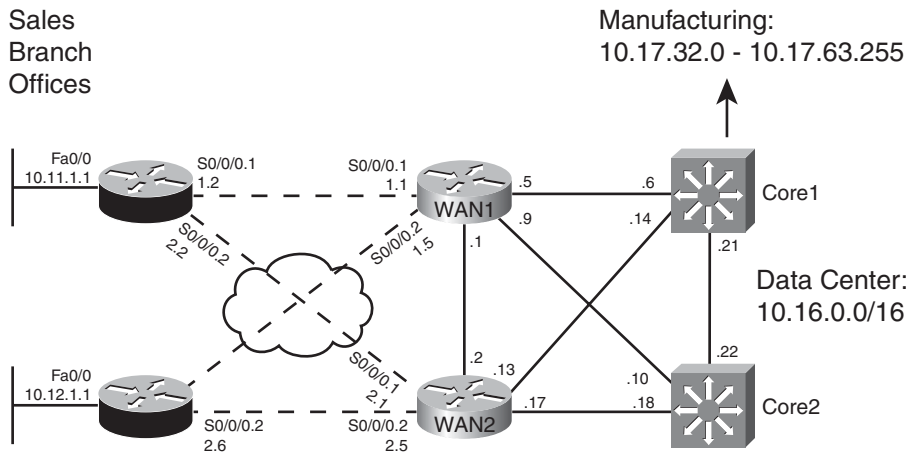 Sales
Branch
Offices
Manufacturing:
10.17.32.0 - 10.17.63.255
Fa0/0
10.11.1.1
S0/0/0.1
1.2
S0/0/0.1
1.1
S0/0/0.2
2.2
S0/0/0.2
1.5
WAN1
.5
.6
.9
.14
.1
Core1
.21
Data Center:
10.16.0.0/16
.22
Fa0/0
10.12.1.1
S0/0/0.1
2.1
S0/0/0.2
2.6
S0/0/0.2
2.5
.2
.13
WAN2
.17
.10
.18
Core2